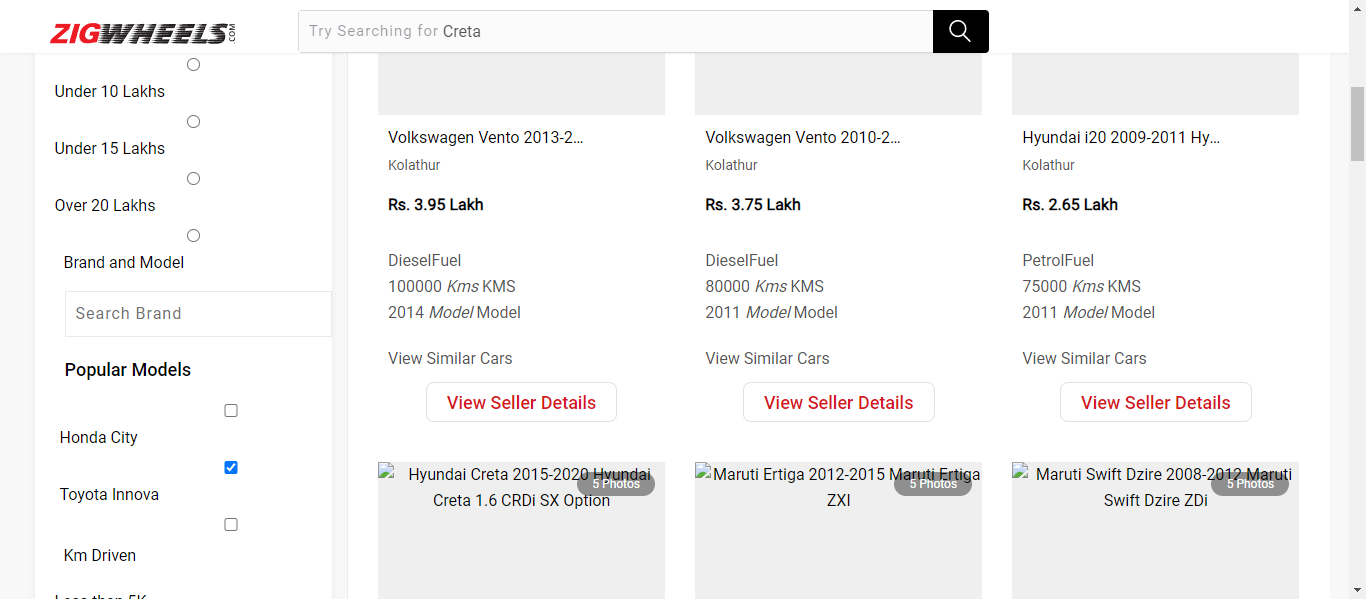 ZIGWHEELS.COM
Try Searching for Creta
Under 10 Lakhs
Under 15 Lakhs
Over 20 Lakhs
Brand and Model
Search Brand
Popular Models
Honda City
Toyota Innova
Km Driven
Less than 5K
Volkswagen Vento 2013-2...
Kolathur
Rs. 3.95 Lakh
DieselFuel
100000 Kms KMS
2014 Model Model
View Similar Cars
View Seller Details
Volkswagen Vento 2010-2...
Kolathur
Rs. 3.75 Lakh
DieselFuel
80000 Kms KMS
2011 Model Model
View Similar Cars
View Seller Details
Hyundai i20 2009-2011 Hy...
Kolathur
Rs. 2.65 Lakh
PetrolFuel
75000 Kms KMS
2011 Model Model
View Similar Cars
View Seller Details
Hyundai Creta 2015-2020 Hyundai
Creta 1.6 CRDi SX Option
5 Photos
Maruti Ertiga 2012-2015 Maruti Ertiga
ZXI
5 Photos
Maruti Swift Dzire 2008-2012 Maruti
Swift Dzire ZDi
5 Photos